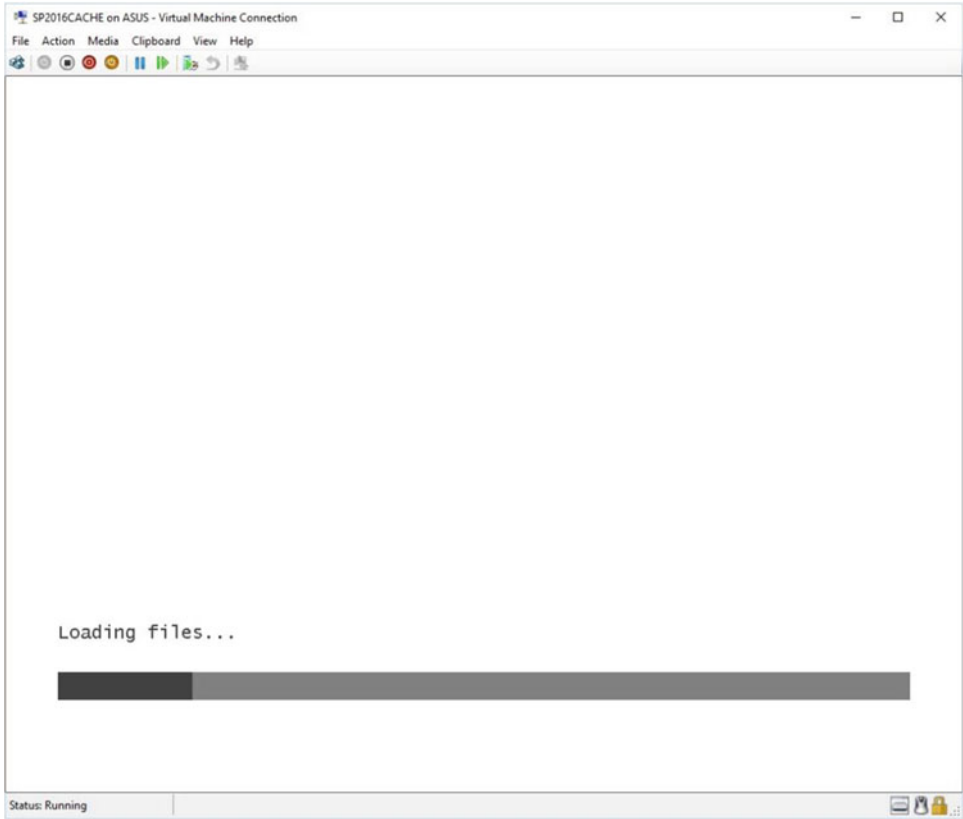 SP2016CACHE on ASUS - Virtual Machine Connection
File Action Media Clipboard View Help
Loading files...
Status: Running